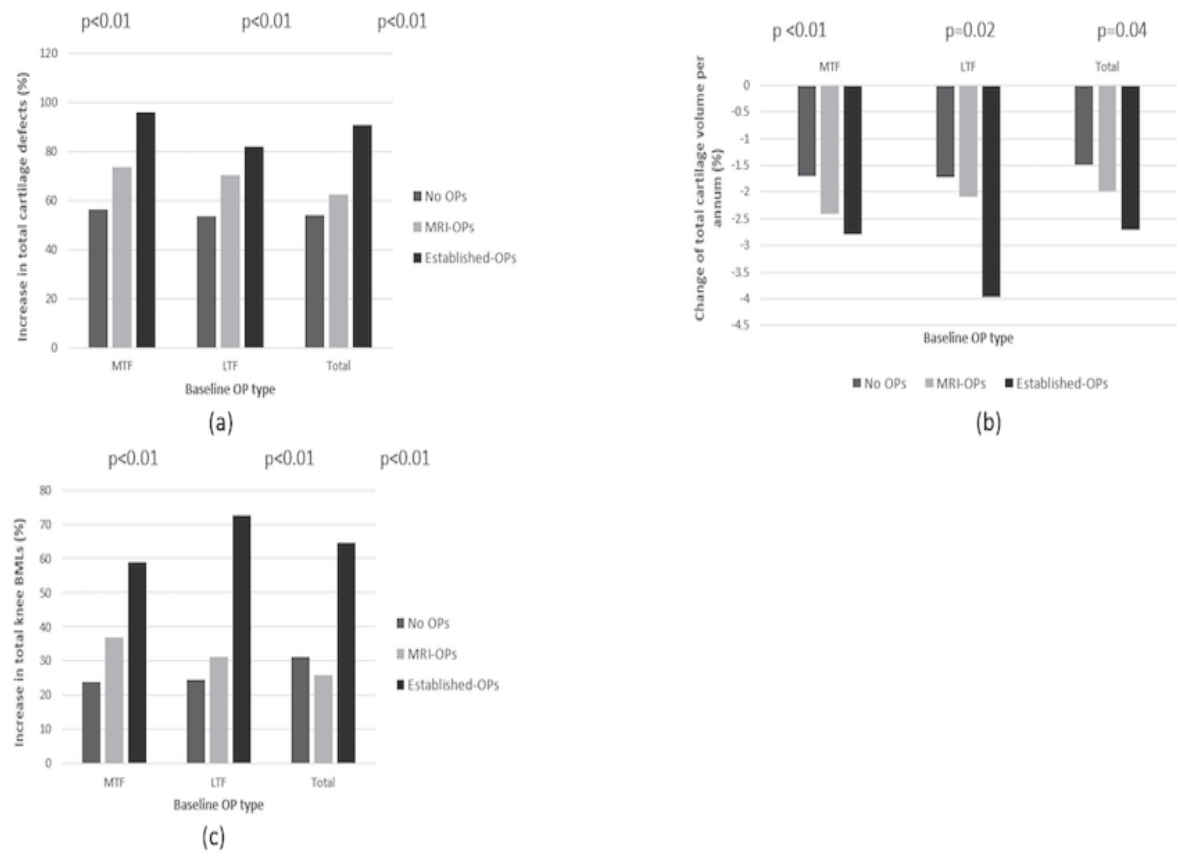 p<0.01 p<0.01 p<0.01
Increase in total cartilage defects (%)
120
100
80
60
40
20
0
MTF LTF Total
Baseline OP type
No OPs
MRI-OPs
Established-OPs
(a)
p <0.01 p=0.02 p=0.04
MTF LTF Total
Change of total cartilage volume per
annum (%)
0
-0.5
-1
-1.5
-2
-2.5
-3
-3.5
-4
-4.5
Baseline OP type
No OPs MRI-OPs Established-OPs
(b)
p<0.01 p<0.01 p<0.01
Increase in total knee BMLs (%)
80
70
60
50
40
30
20
10
0
MTF LTF Total
Baseline OP type
No OPs
MRI-OPs
Established-OPs
(c)